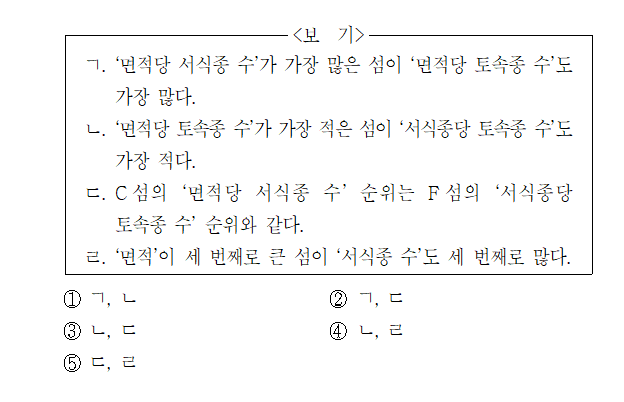 <보 기>
ㄱ. ‘면적당 서식종 수’가 가장 많은 섬이 ‘면적당 토속종 수’도
가장 많다.
ㄴ. ‘면적당 토속종 수’가 가장 적은 섬이 ‘서식종당 토속종 수’도
가장 적다.
ㄷ. C 섬의 ‘면적당 서식종 수’ 순위는 F 섬의 ‘서식종당
토속종 수’ 순위와 같다.
ㄹ. ‘면적’이 세 번째로 큰 섬이 ‘서식종 수’도 세 번째로 많다.
① ㄱ, ㄴ ② ㄱ, ㄷ
③ ㄴ, ㄷ ④ ㄴ, ㄹ
⑤ ㄷ, ㄹ